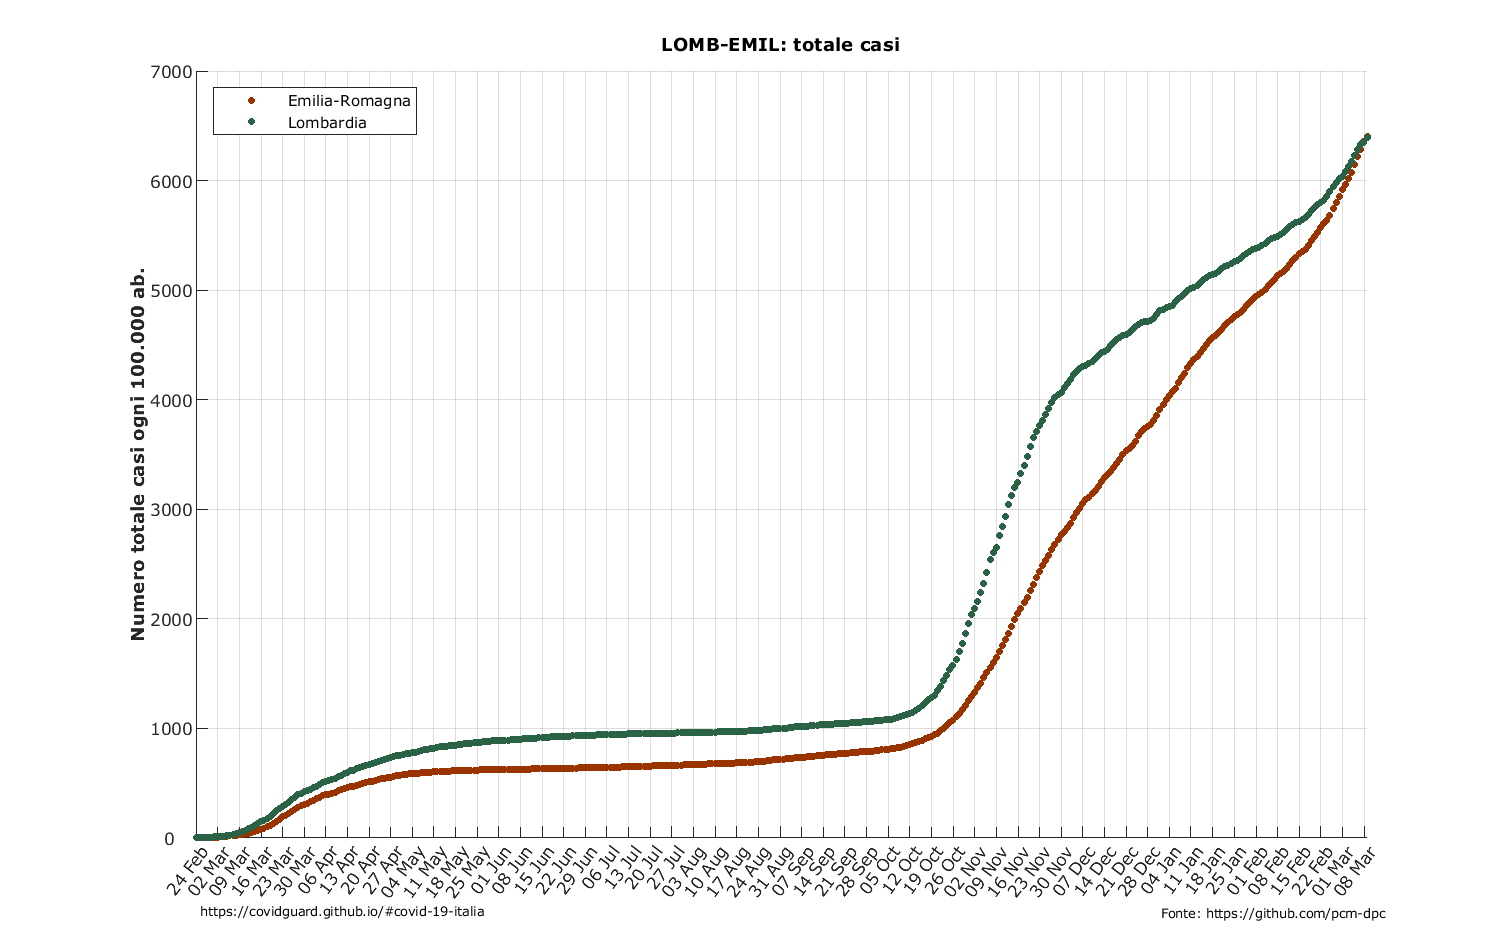 LOMB-EMIL: totale casi
Emilia-Romagna
Lombardia
Numero totale casi ogni 100.000 ab.
7000
6000
5000
4000
3000
2000
1000
0
24 Feb
02 Mar
09 Mar
16 Mar
23 Mar
30 Mar
06 Apr
13 Apr
20 Apr
27 Apr
04 May
11 May
18 May
25 May
01 Jun
08 Jun
15 Jun
22 Jun
29 Jun
06 Jul
13 Jul
20 Jul
27 Jul
03 Aug
10 Aug
17 Aug
24 Aug
31 Aug
07 Sep
14 Sep
21 Sep
28 Sep
05 Oct
12 Oct
19 Oct
26 Oct
02 Nov
09 Nov
16 Nov
23 Nov
30 Nov
07 Dec
14 Dec
21 Dec
28 Dec
04 Jan
11 Jan
18 Jan
25 Jan
01 Feb
08 Feb
15 Feb
22 Feb
01 Mar
08 Mar
https://covidguard.github.io/#covid-19-italia
Fonte: https://github.com/pcm-dpc